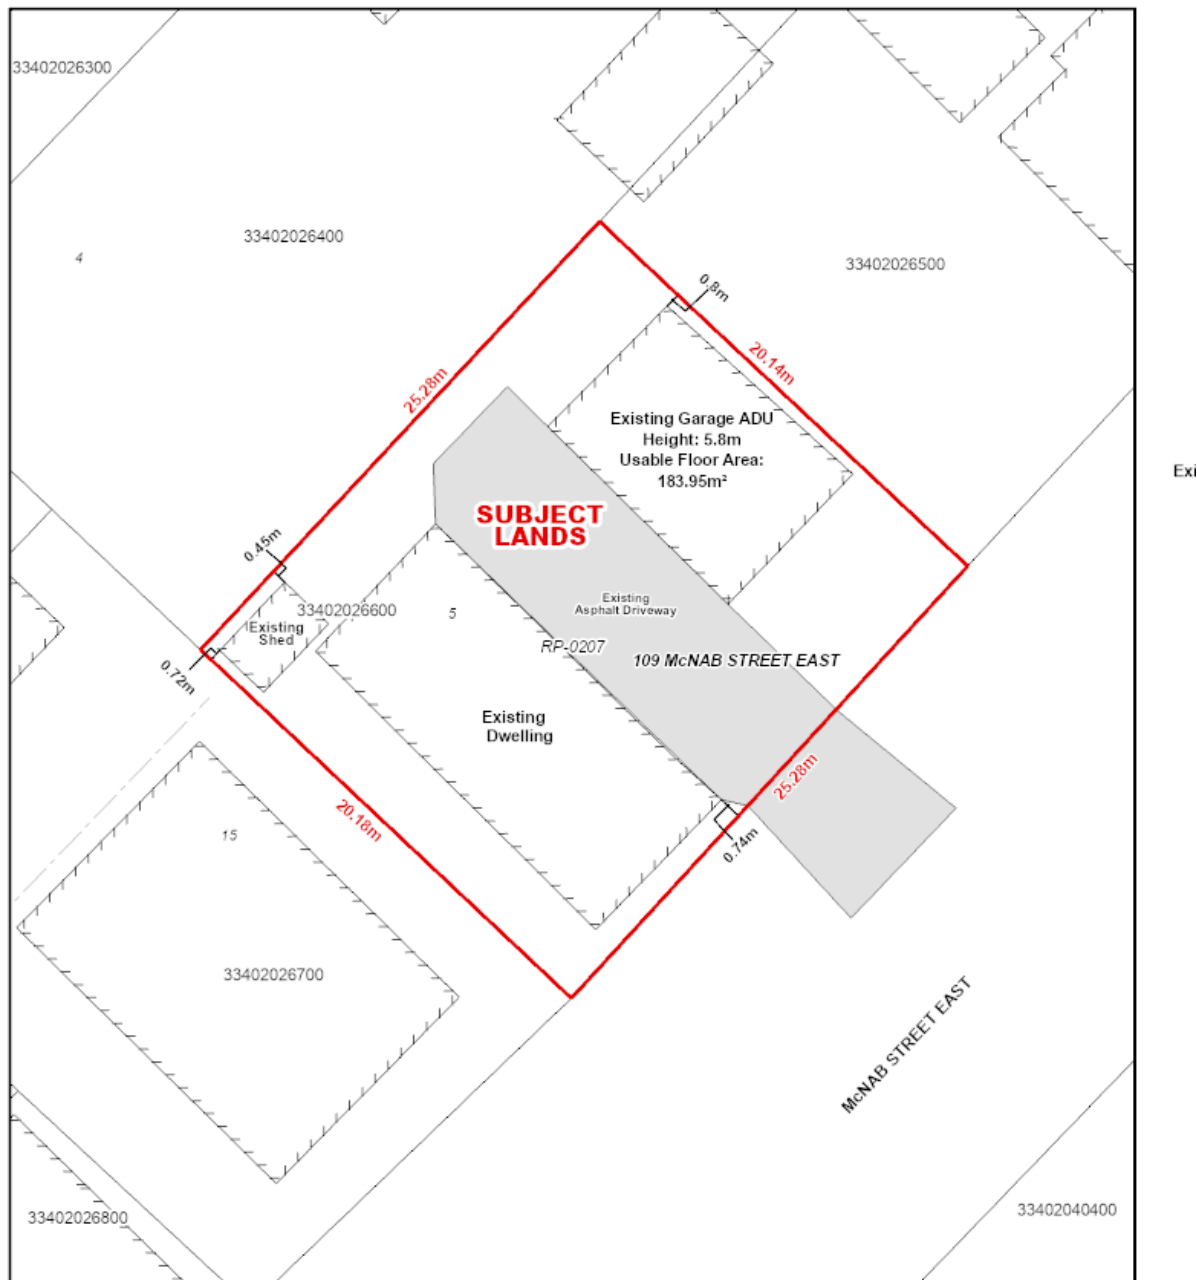 33402026300
33402026400
4
33402026500
0.8m
20.14m
25.28m
Existing Garage ADU
Height: 5.8m
Usable Floor Area:
183.95m²
Exi
SUBJECT
LANDS
0.45m
33402026600
5
Existing
Asphalt Driveway
Existing
Shed
RP-0207
109 McNAB STREET EAST
0.72m
Existing
Dwelling
25.28m
20.18m
15
0.74m
33402026700
McNAB STREET EAST
33402026800
33402040400